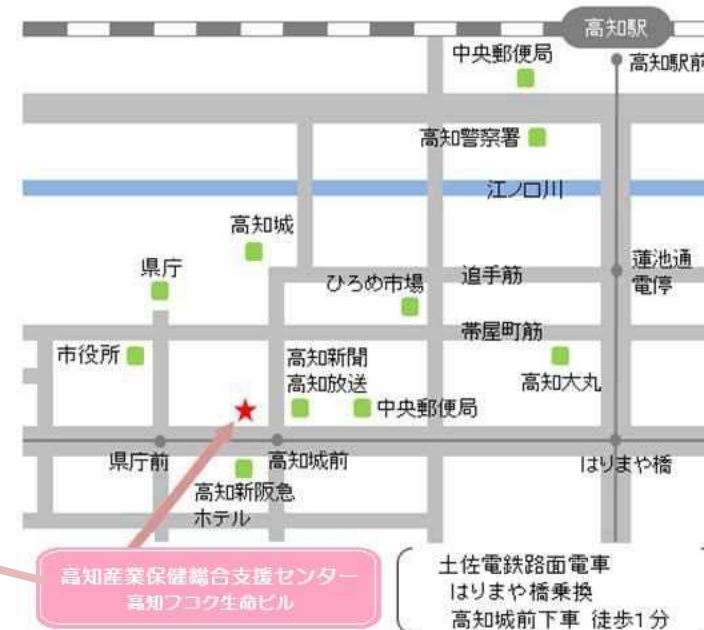 高知駅
中央郵便局
高知駅前
高知警察署
江ノ口川
高知城
県庁
蓮池通
電停
ひろめ市場
追手筋
帯屋町筋
市役所
高知新聞
高知放送
高知大丸
中央郵便局
県庁前
高知城前
はりまや橋
高知新阪急
ホテル
高知産業保健総合支援センター
高知フコク生命ビル
土佐電鉄路面電車
はりまや橋乗換
高知城前下車 徒歩1分